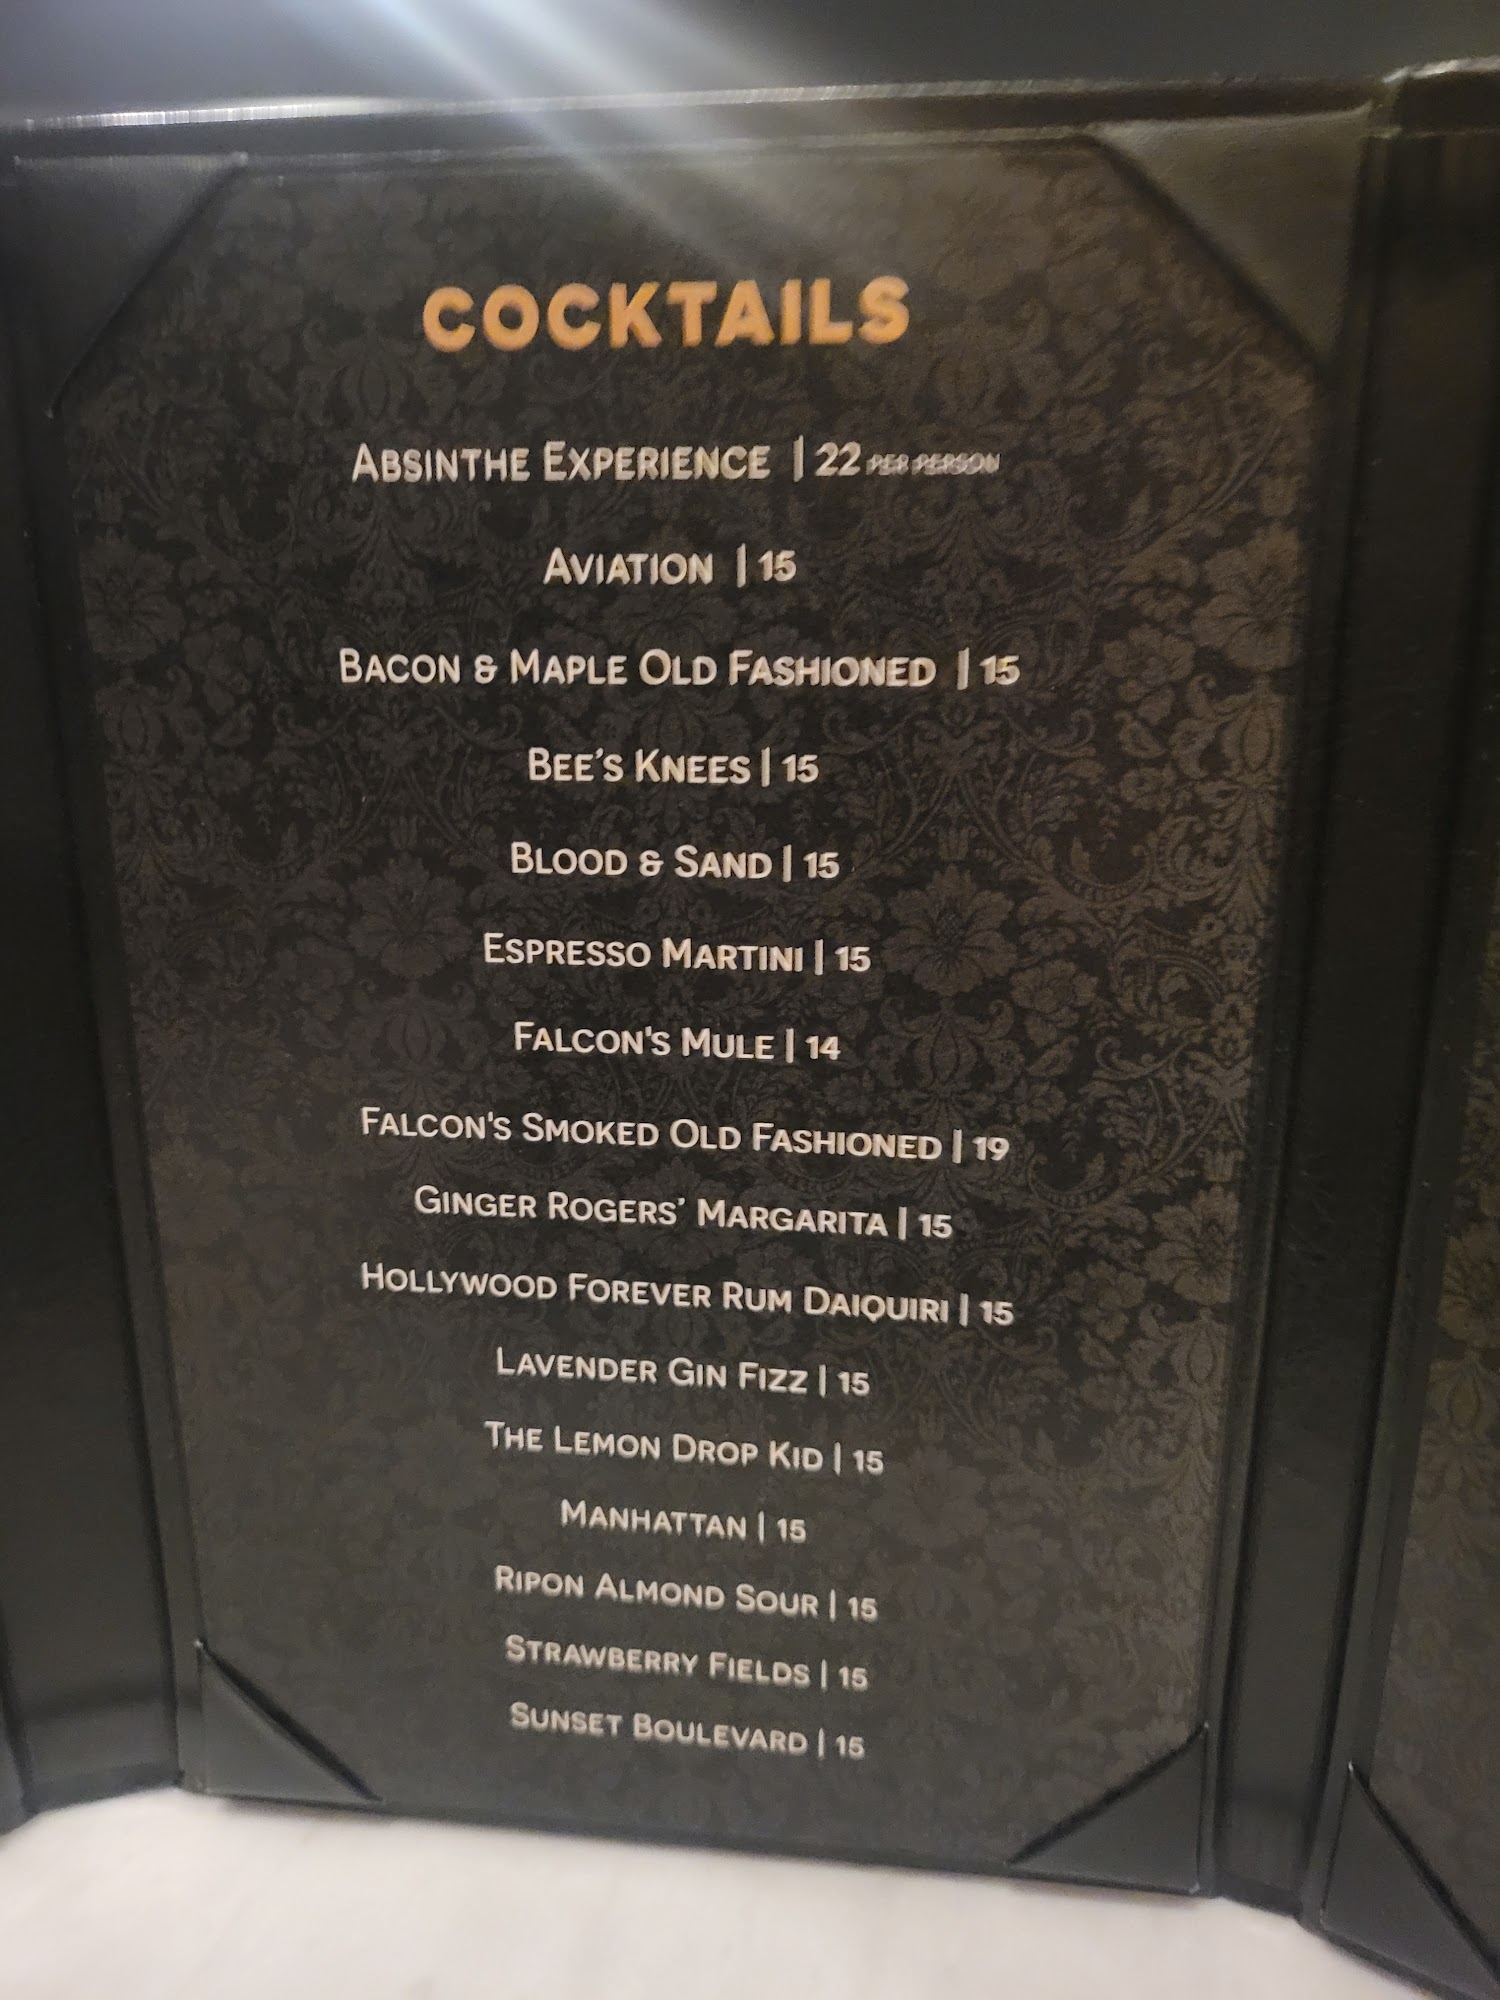 COCKTAILS
ABSINTHE EXPERIENCE | 22 PER PERSON
AVIATION | 15
BACON & MAPLE OLD FASHIONED | 15
BEE'S KNEES | 15
BLOOD & SAND | 15
ESPRESSO MARTINI | 15
FALCON'S MULE | 14
FALCON'S SMOKED OLD FASHIONED | 19
GINGER ROGERS' MARGARITA | 15
HOLLYWOOD FOREVER RUM DAIQUIRI | 15
LAVENDER GIN FIZZ | 15
THE LEMON DROP KID | 15
MANHATTAN | 15
RIPON ALMOND SOUR | 15
STRAWBERRY FIELDS | 15
SUNSET BOULEVARD | 15